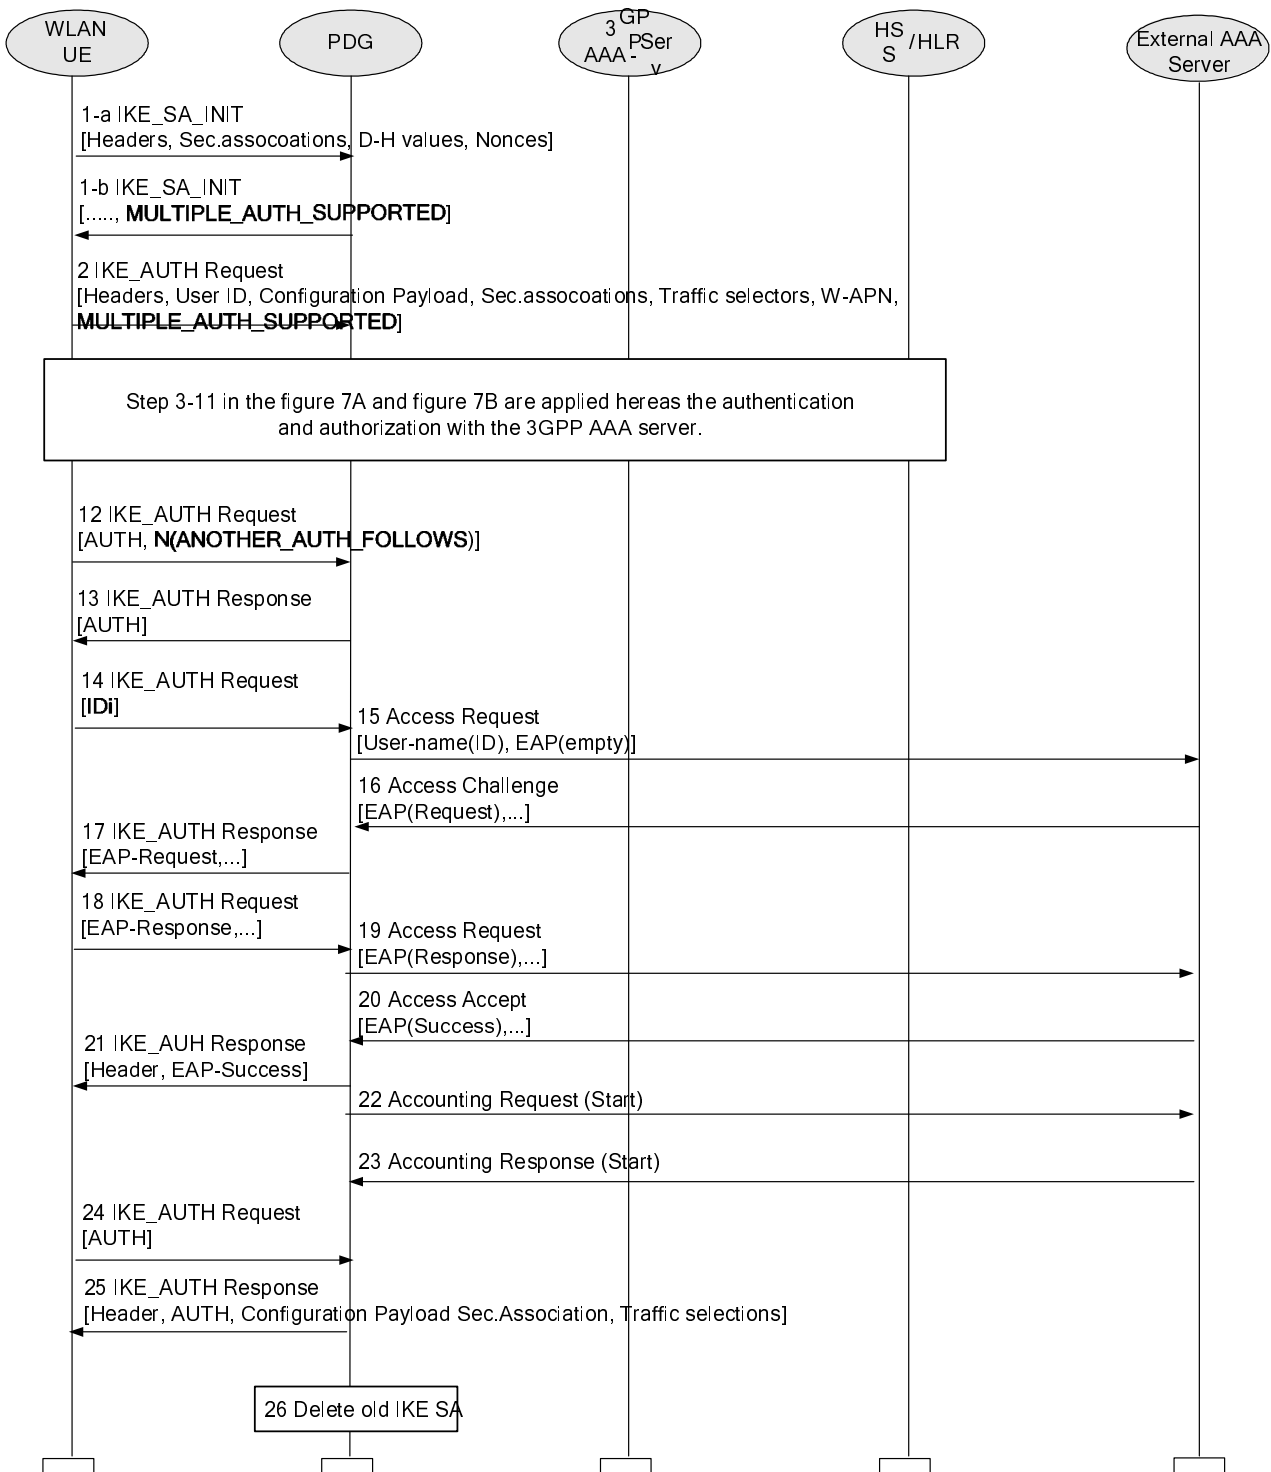 WLAN
UE
PDG
3GPP
AAA-Serv
HSS/HLR
External AAA
Server
1-a IKE_SA_INIT
[Headers, Sec.assocoations, D-H values, Nonces]
1-b IKE_SA_INIT
[....., MULTIPLE_AUTH_SUPPORTED]
2 IKE_AUTH Request
[Headers, User ID, Configuration Payload, Sec.assocoations, Traffic selectors, W-APN,
MULTIPLE_AUTH_SUPPORTED]
Step 3-11 in the figure 7A and figure 7B are applied hereas the authentication
and authorization with the 3GPP AAA server.
12 IKE_AUTH Request
[AUTH, N(ANOTHER_AUTH_FOLLOWS)]
13 IKE_AUTH Response
[AUTH]
14 IKE_AUTH Request
[IDi]
15 Access Request
[User-name(ID), EAP(empty)]
16 Access Challenge
[EAP(Request),...]
17 IKE_AUTH Response
[EAP-Request,...]
18 IKE_AUTH Request
[EAP-Response,...]
19 Access Request
[EAP(Response),...]
20 Access Accept
[EAP(Success),...]
21 IKE_AUH Response
[Header, EAP-Success]
22 Accounting Request (Start)
23 Accounting Response (Start)
24 IKE_AUTH Request
[AUTH]
25 IKE_AUTH Response
[Header, AUTH, Configuration Payload Sec.Association, Traffic selections]
26 Delete old IKE SA